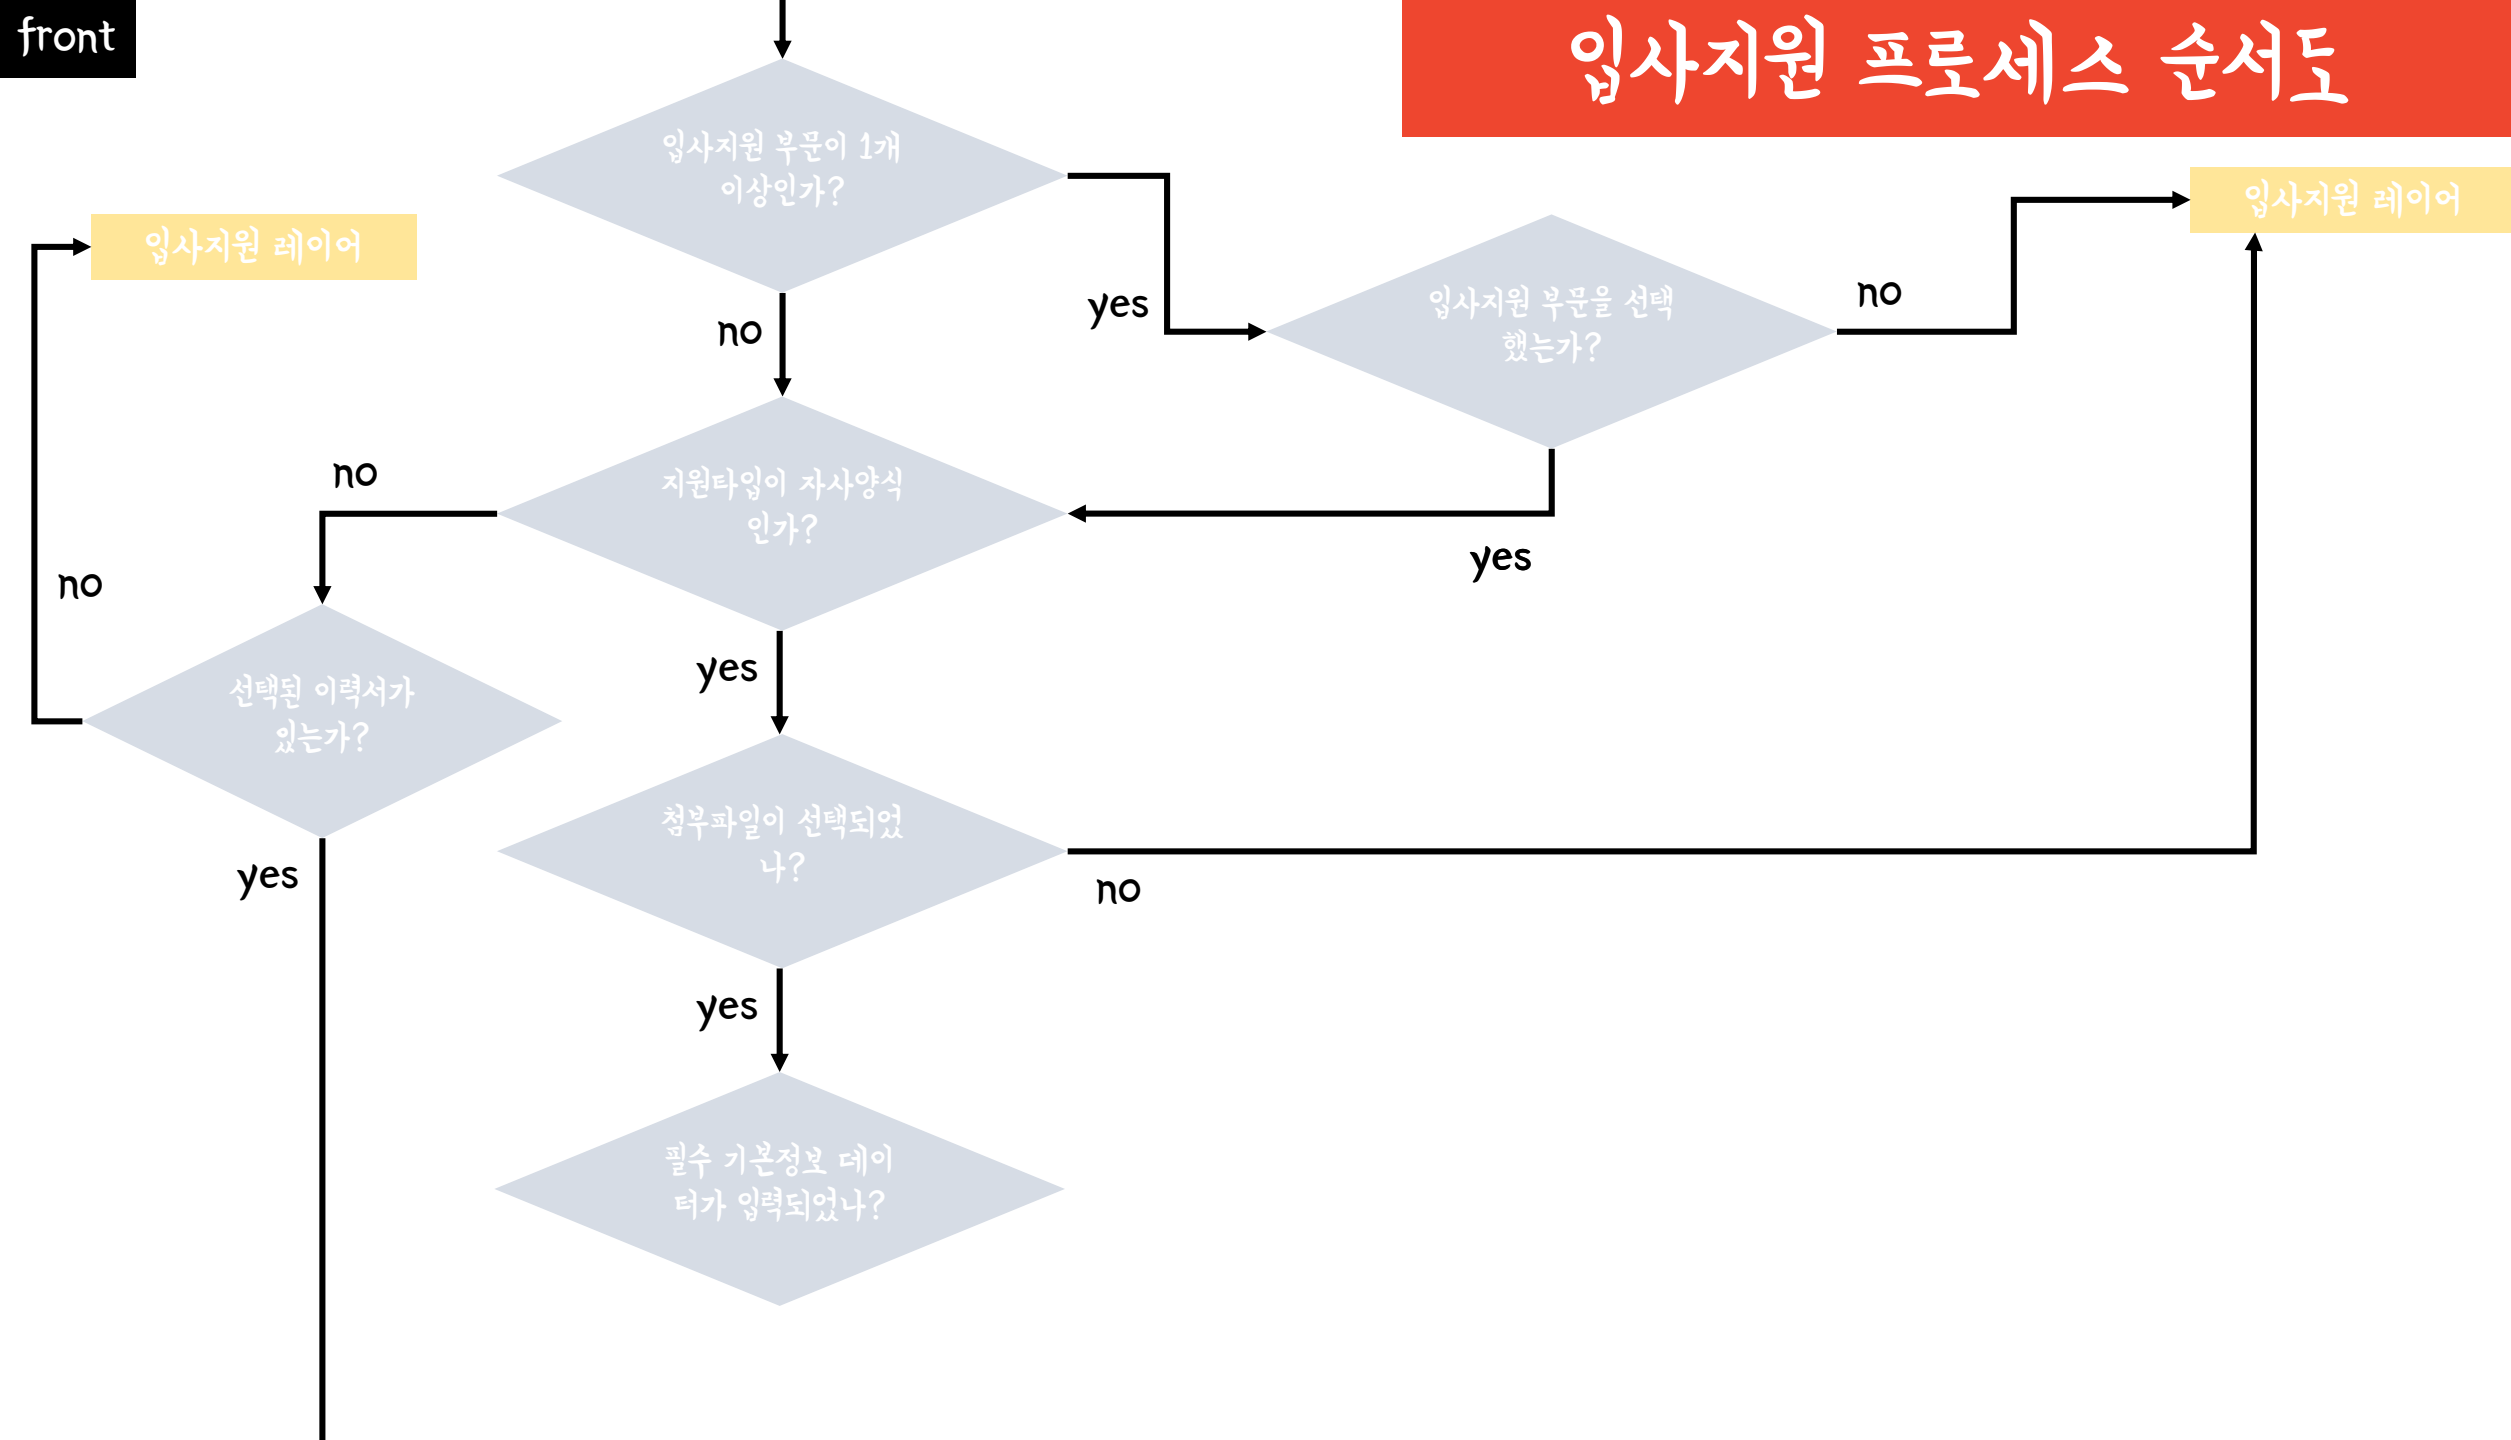 front
입사지원 프로세스 순서도
입사지원 부문이 1개
이상인가?
입사지원 레이어
입사지원 레이어
yes
no
입사지원 부문을 선택
했는가?
no
no
지원타입이 자사양식
인가?
yes
no
yes
선택된 이력서가
있는가?
첨부파일이 선택되었
나?
yes
no
yes
필수 기본정보 데이
터가 입력되었나?